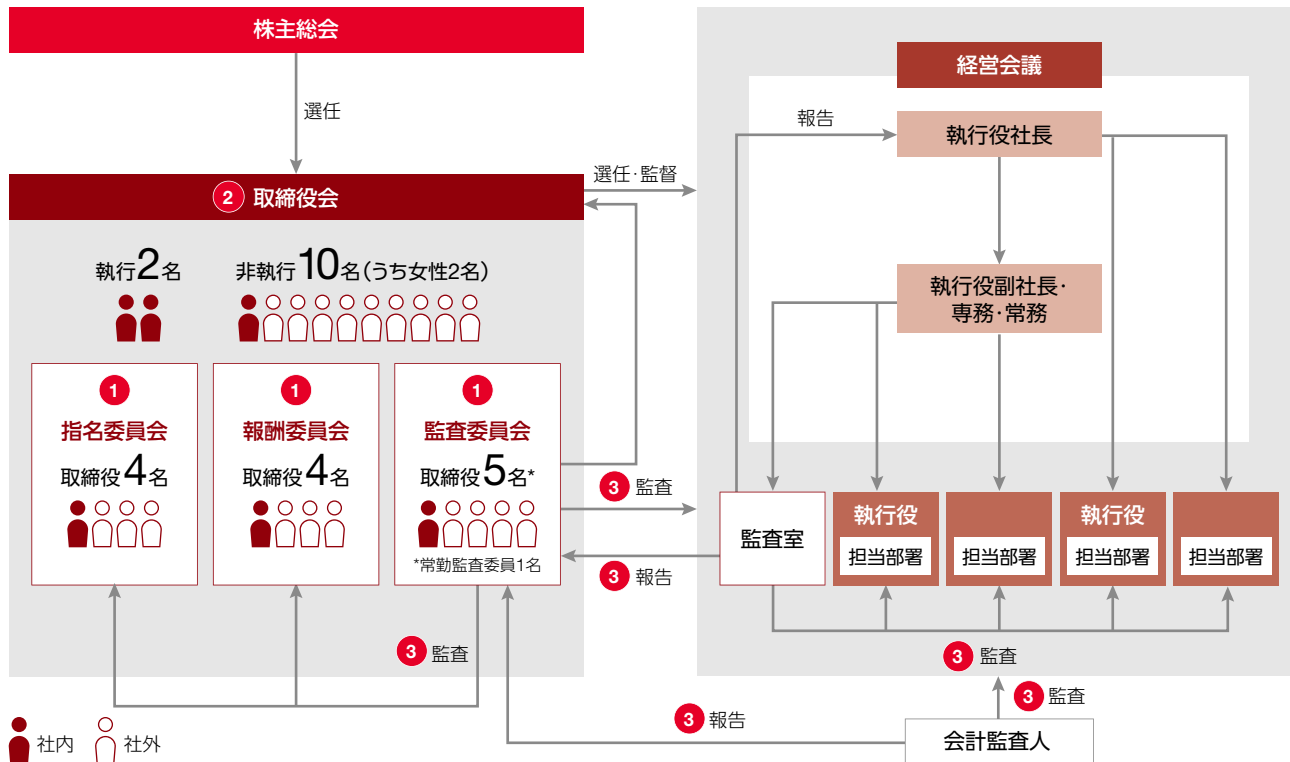 株主総会
選任
2 取締役会
選任・監督
執行2名
非執行10名(うち女性2名)
1
指名委員会
取締役4名
1
報酬委員会
取締役4名
1
監査委員会
取締役5名*
*常勤監査委員1名
3 監査
3 報告
3 監査
社内
社外
経営会議
報告
執行役社長
執行役副社長・
専務・常務
監査室
執行役
担当部署
担当部署
執行役
担当部署
担当部署
3 監査
3 監査
3 報告
会計監査人